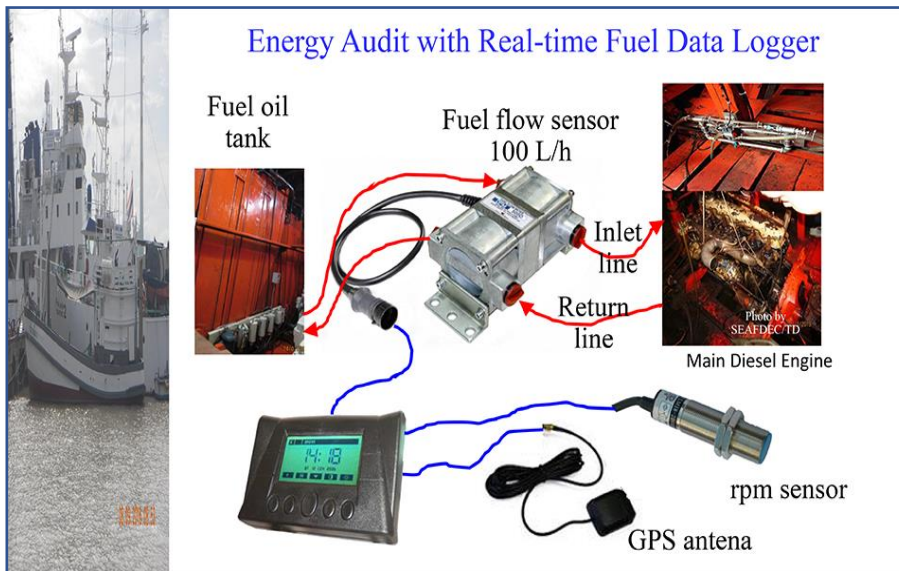 Energy Audit with Real-time Fuel Data Logger
Fuel oil
tank
Fuel flow sensor
100 L/h
Inlet
line
Return
line
Photo by
SEAFDEC/TD
Main Diesel Engine
14:18
rpm sensor
GPS antena